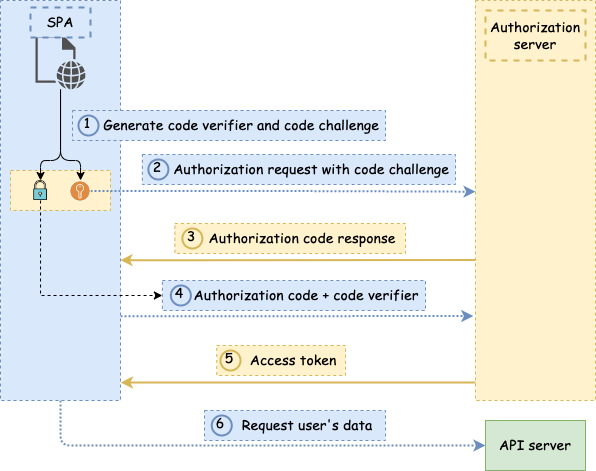 SPA
Authorization
server
1 Generate code verifier and code challenge
2 Authorization request with code challenge
3 Authorization code response
4 Authorization code + code verifier
5 Access token
6 Request user's data
API server